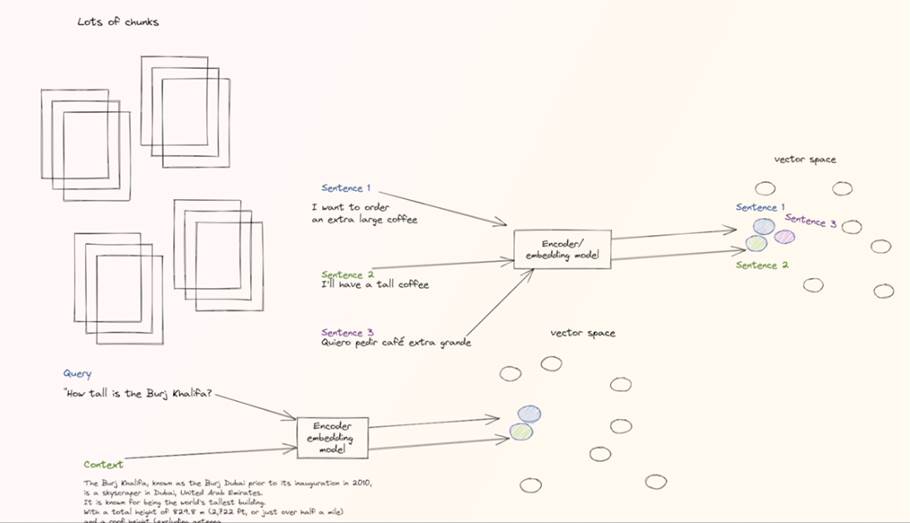 Lots of chunks
vector space
Sentence 1
I want to order
an extra large coffee
Sentence 1
Sentence 3
Encoder/
embedding model
Sentence 2
I'll have a tall coffee
Sentence 2
Sentence 3
Quiero pedir café extra grande
vector space
Query
"How tall is the Burj Khalifa?
Encoder
embedding
model
Context
The Burj Khalifa, known as the Burj Dubai prior to its inauguration in 2010,
is a skyscraper in Dubai, United Arab Emirates.
It is known for being the world's tallest building.
With a total height of 829.8 m (2,722 ft, or just over half a mile)
and a roof height (excluding antenna